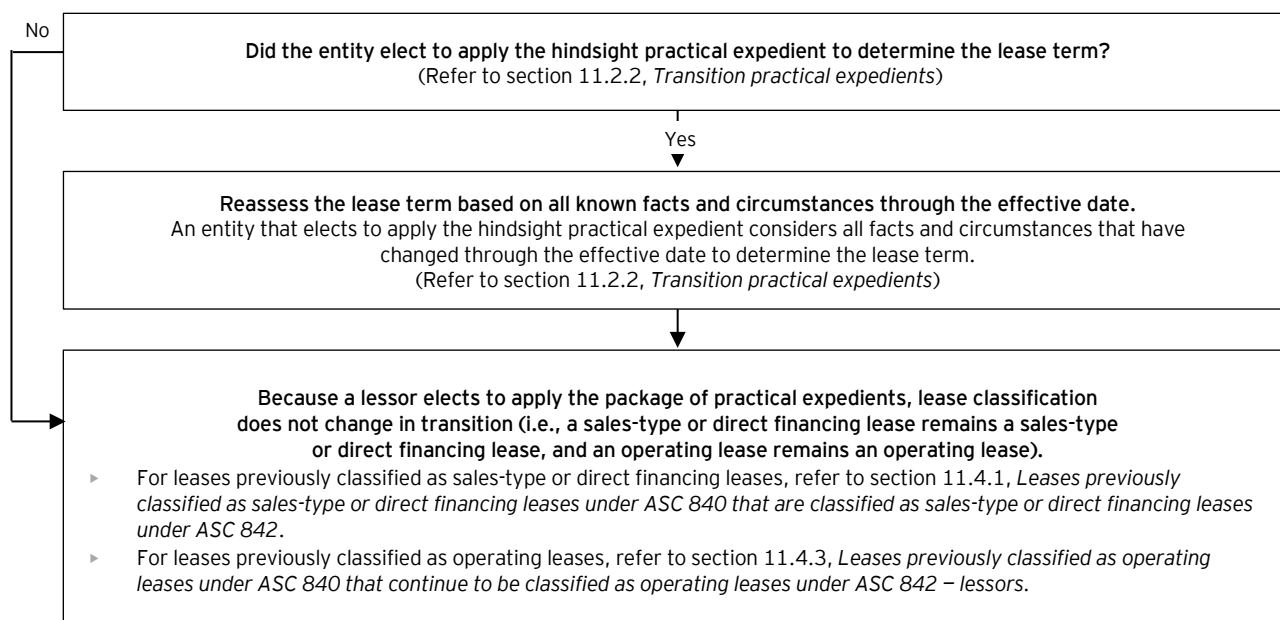 No
Did the entity elect to apply the hindsight practical expedient to determine the lease term?
(Refer to section 11.2.2, Transition practical expedients)
Yes
Reassess the lease term based on all known facts and circumstances through the effective date.
An entity that elects to apply the hindsight practical expedient considers all facts and circumstances that have
changed through the effective date to determine the lease term.
(Refer to section 11.2.2, Transition practical expedients)
Because a lessor elects to apply the package of practical expedients, lease classification
does not change in transition (i.e., a sales-type or direct financing lease remains a sales-type
or direct financing lease, and an operating lease remains an operating lease).
For leases previously classified as sales-type or direct financing leases, refer to section 11.4.1, Leases previously
classified as sales-type or direct financing leases under ASC 840 that are classified as sales-type or direct financing leases
under ASC 842.
For leases previously classified as operating leases, refer to section 11.4.3, Leases previously classified as operating
leases under ASC 840 that continue to be classified as operating leases under ASC 842 – lessors.